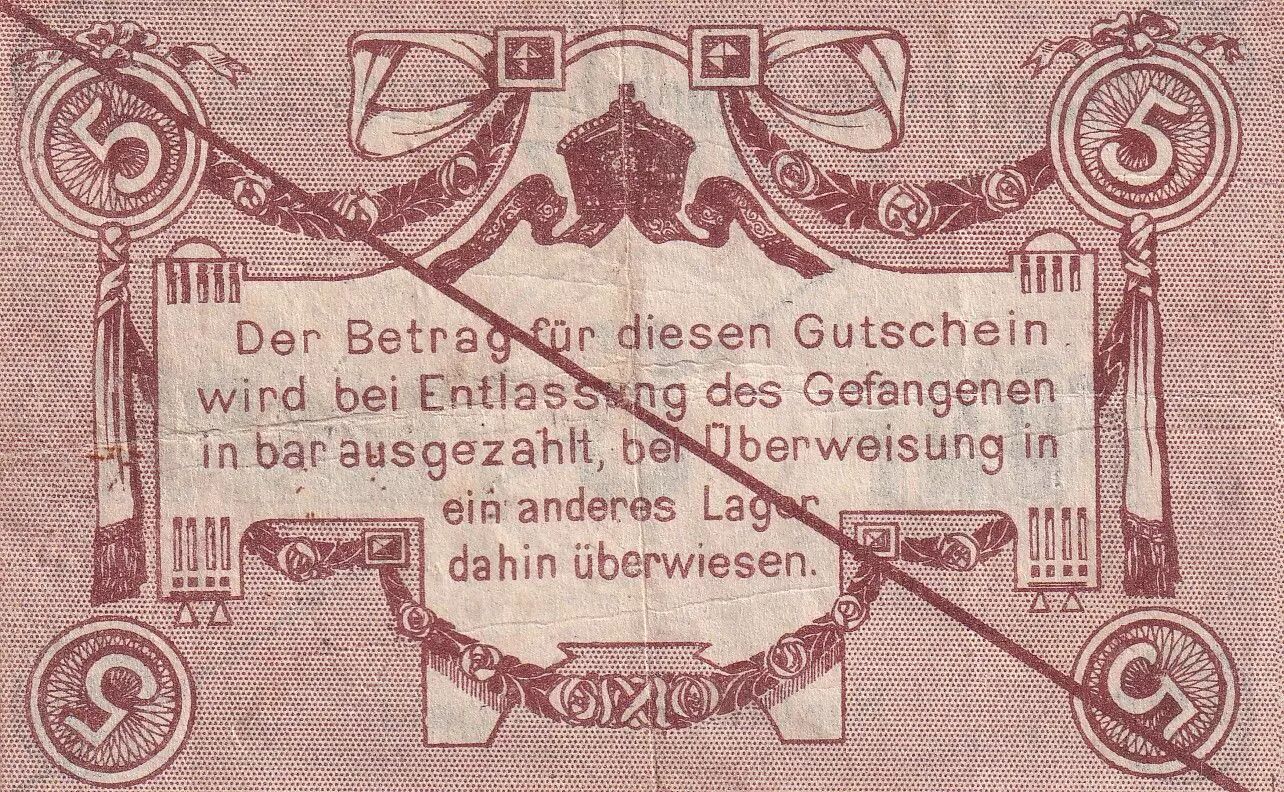 5 5
Der Betrag für diesen Gutschein
wird bei Entlassung des Gefangenen
in bar ausgezahlt, bei Überweisung in
ein anderes Lager
dahin überwiesen.
5 5